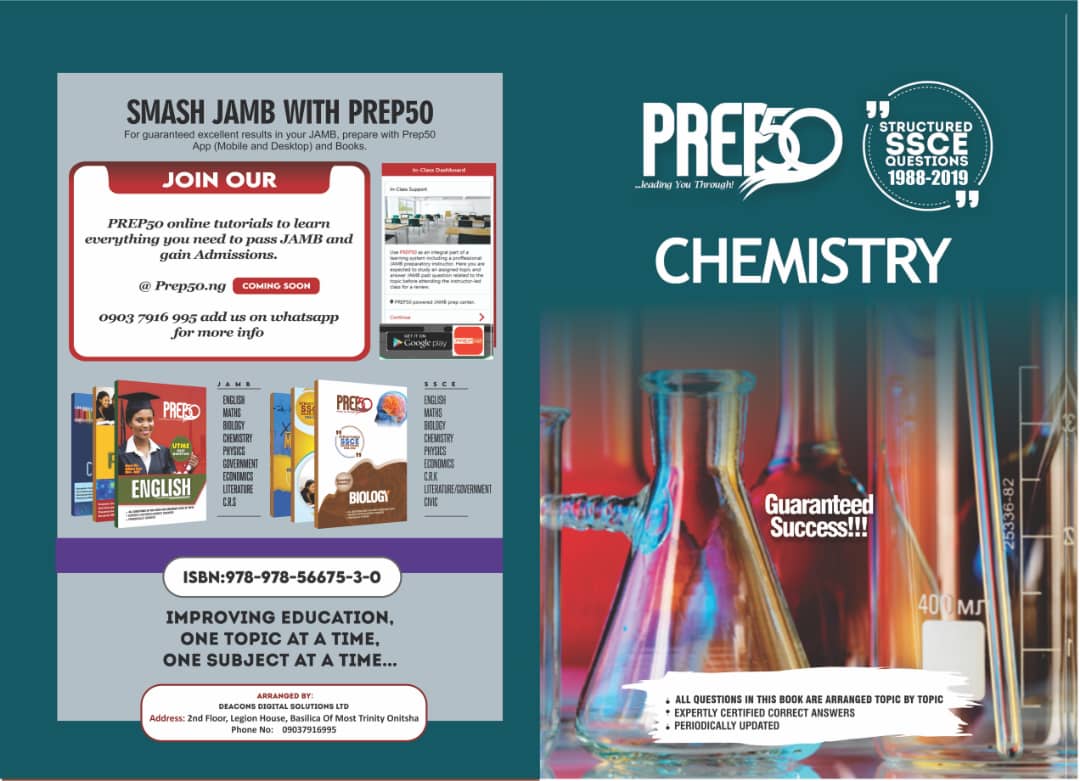 SMASH JAMB WITH PREP50
For guaranteed excellent results in your JAMB, prepare with Prep50
App (Mobile and Desktop) and Books.
JOIN OUR
PREP50 online tutorials to learn
everything you need to pass JAMB and
gain Admissions.
@ Prep50.ng COMING SOON
0903 7916 995 add us on whatsapp
for more info
In-Class Dashboard
In-Class Support
Use PREP50 as an integral part of a
learning system including a proffessional
JAMB preparatory instructor. Here you are
expected to study an assigned topic and
answer JAMB past question related to the
topic before attending the instructor-led
class for a review.
PREP50 powered JAMB prep center.
Continue
GET IT ON
Google play
JAMB
ENGLISH
MATHS
BIOLOGY
CHEMISTRY
PHYSICS
GOVERNMENT
ECONOMICS
LITERATURE
C.R.S
SSCE
ENGLISH
MATHS
BIOLOGY
CHEMISTRY
PHYSICS
ECONOMICS
C.R.K
LITERATURE/GOVERNMENT
CIVIC
PREP50
UTME
ENGLISH
PREP50
STRUCTURED
SSCE
BIOLOGY
ISBN:978-978-56675-3-0
IMPROVING EDUCATION,
ONE TOPIC AT A TIME,
ONE SUBJECT AT A TIME...
ARRANGED BY:
DEACONS DIGITAL SOLUTIONS LTD
Address: 2nd Floor, Legion House, Basilica Of Most Trinity Onitsha
Phone No: 09037916995
PREP50
...leading You Through!
"STRUCTURED
SSCE
QUESTIONS
1988-2019"
CHEMISTRY
Guaranteed
Success!!!
25336-82
400 мл
ALL QUESTIONS IN THIS BOOK ARE ARRANGED TOPIC BY TOPIC
EXPERTLY CERTIFIED CORRECT ANSWERS
PERIODICALLY UPDATED